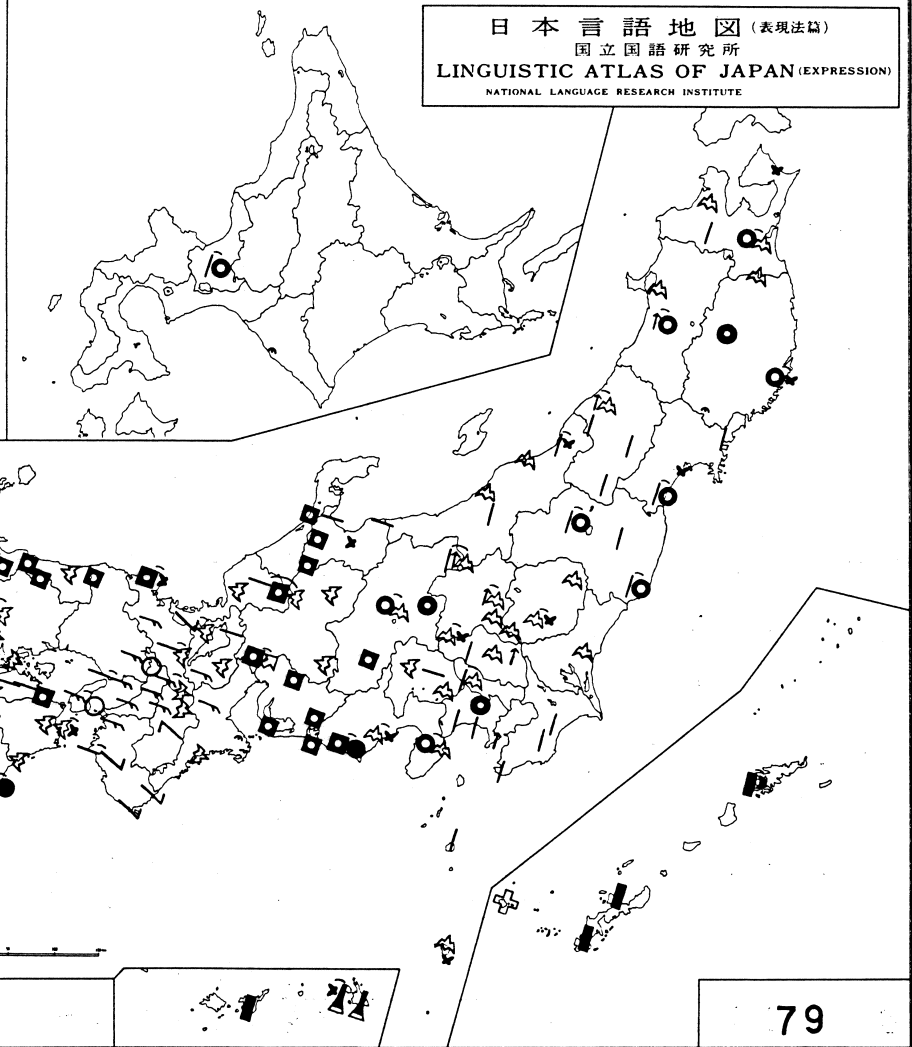 日本言語地図(表現法篇)
国立国語研究所
LINGUISTIC ATLAS OF JAPAN (EXPRESSION)
NATIONAL LANGUAGE RESEARCH INSTITUTE
79